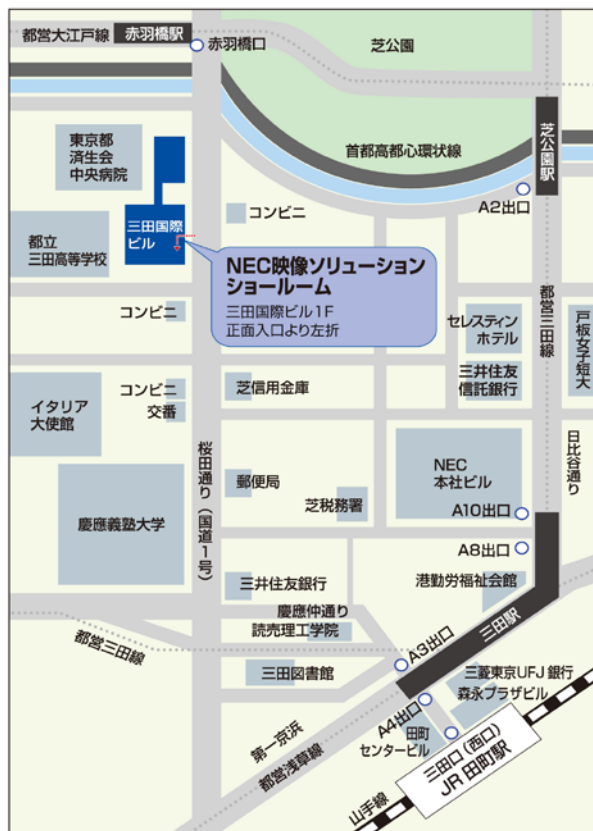 都営大江戸線
赤羽橋駅
赤羽橋口
芝公園
首都高都心環状線
芝公園駅
A2出口
東京都
済生会
中央病院
三田国際
ビル
都立
三田高等学校
コンビニ
NEC映像ソリューション
ショールーム
三田国際ビル1F
正面入口より左折
コンビニ
セレスティン
ホテル
都営三田線
戸板女子短大
三井住友
信託銀行
コンビニ
交番
芝信用金庫
イタリア
大使館
桜田通り(国道1号)
日比谷通り
NEC
本社ビル
郵便局
芝税務署
A10出口
慶應義塾大学
A8出口
三井住友銀行
港勤労福祉会館
慶應仲通り
読売理工学院
都営三田線
三田駅
A3出口
三田図書館
三菱東京UFJ銀行
森永プラザビル
A4出口
田町
センタービル
第一京浜
都営浅草線
三田口(西口)
JR田町駅
山手線